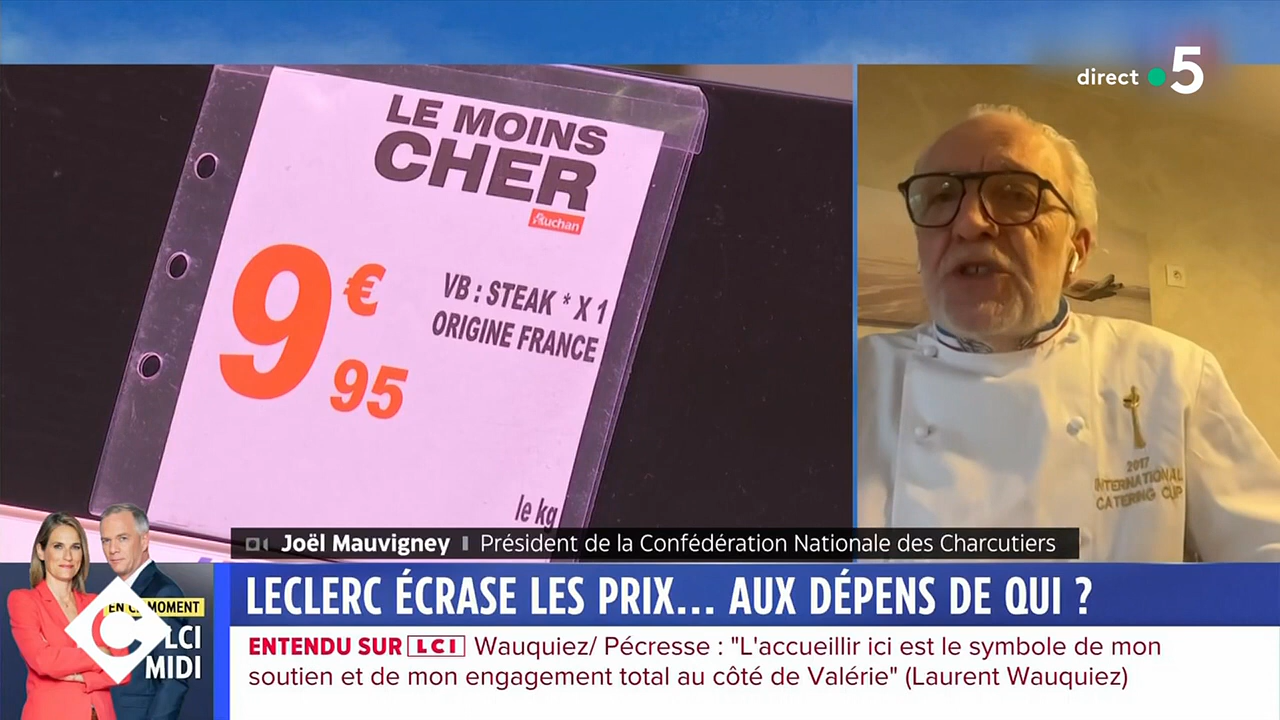 direct 5
LE MOINS
CHER
Auchan
9€95
VB : STEAK * X 1
ORIGINE FRANCE
le kg
2017
INTERNATIONAL
CATERING CUP
Joël Mauvigney Président de la Confédération Nationale des Charcutiers
LECLERC ÉCRASE LES PRIX... AUX DÉPENS DE QUI ?
EN CE MOMENT
LCI
MIDI
ENTENDU SUR LCI Wauquiez/ Pécresse : "L'accueillir ici est le symbole de mon
soutien et de mon engagement total au côté de Valérie" (Laurent Wauquiez)